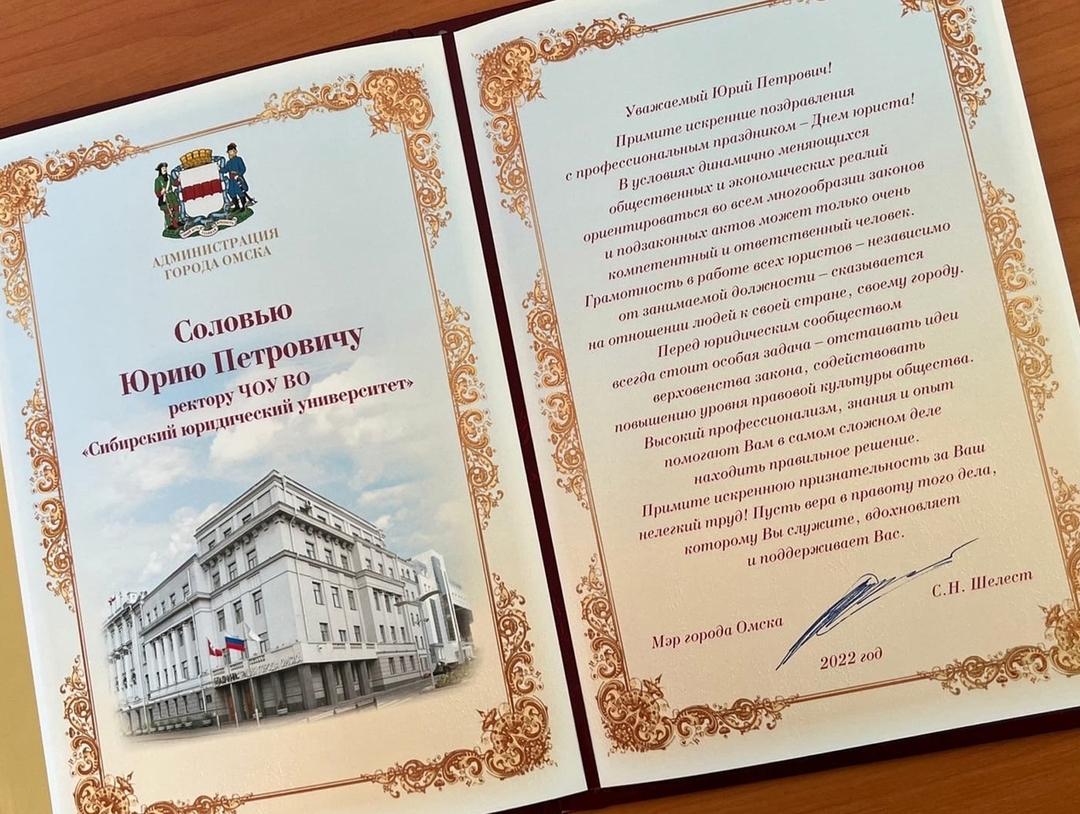 АДМИНИСТРАЦИЯ
ГОРОДА ОМСКА
Соловью
Юрию Петровичу
ректору ЧОУ ВО
«Сибирский юридический университет»
Уважаемый Юрий Петрович!
Примите искренние поздравления
с профессиональным праздником – Днем юриста!
В условиях динамично меняющихся
общественных и экономических реалий
ориентироваться во всем многообразии законов
и подзаконных актов может только очень
компетентный и ответственный человек.
Грамотность в работе всех юристов – независимо
от занимаемой должности – сказывается
на отношении людей к своей стране, своему городу.
Перед юридическим сообществом
всегда стоит особая задача – отстаивать идеи
верховенства закона, содействовать
повышению уровня правовой культуры общества.
Высокий профессионализм, знания и опыт
помогают Вам в самом сложном деле
находить правильное решение.
Примите искреннюю признательность за Ваш
нелегкий труд! Пусть вера в правоту того дела,
которому Вы служите, вдохновляет
и поддерживает Вас.
Мэр города Омска
С.Н. Шелест
2022 год